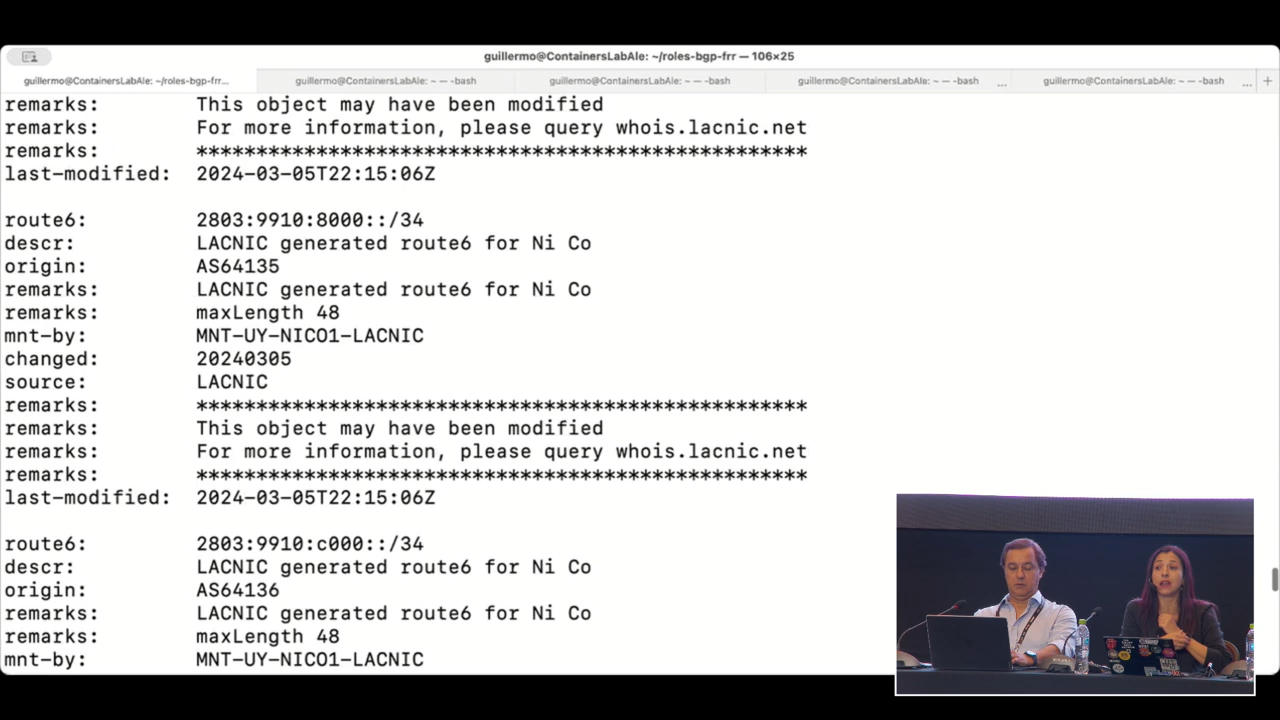 guillermo@ContainersLabAle: ~/roles-bgp-frr — 106×25
guillermo@ContainersLabAle: ~/roles-bgp-frr... guillermo@ContainersLabAle: ~ — -bash guillermo@ContainersLabAle: ~ — -bash guillermo@ContainersLabAle: ~ — -bash ... guillermo@ContainersLabAle: ~ — -bash ... +
remarks: This object may have been modified
remarks: For more information, please query whois.lacnic.net
remarks: ***************************************************
last-modified: 2024-03-05T22:15:06Z
route6: 2803:9910:8000::/34
descr: LACNIC generated route6 for Ni Co
origin: AS64135
remarks: LACNIC generated route6 for Ni Co
remarks: maxLength 48
mnt-by: MNT-UY-NICO1-LACNIC
changed: 20240305
source: LACNIC
remarks: ***************************************************
remarks: This object may have been modified
remarks: For more information, please query whois.lacnic.net
remarks: ***************************************************
last-modified: 2024-03-05T22:15:06Z
route6: 2803:9910:c000::/34
descr: LACNIC generated route6 for Ni Co
origin: AS64136
remarks: LACNIC generated route6 for Ni Co
remarks: maxLength 48
mnt-by: MNT-UY-NICO1-LACNIC